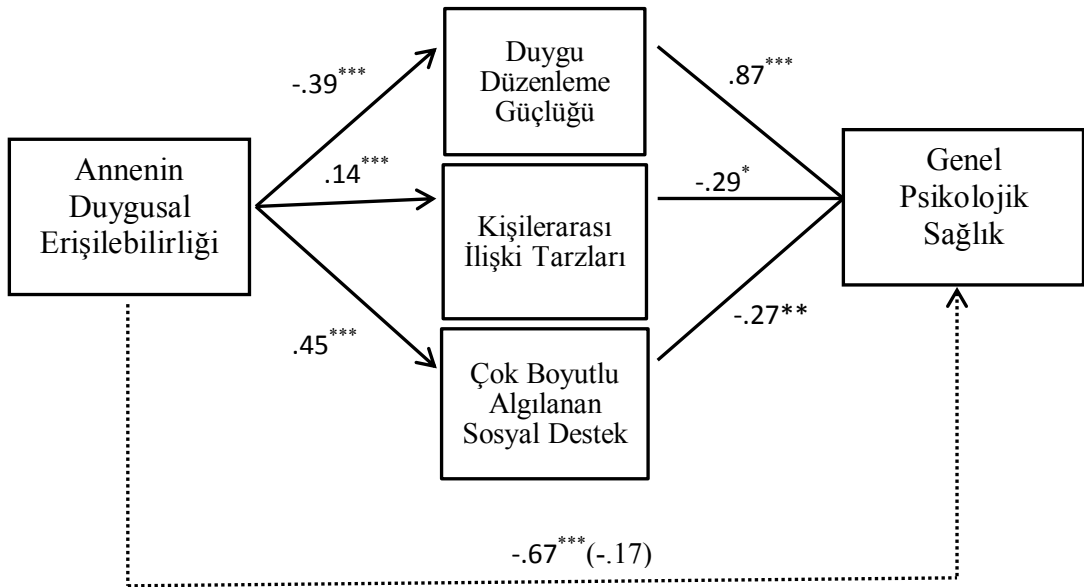 Duygu
Düzenleme
Güçlüğü
-.39***
.87***
Annenin
Duygusal
Erişilebilirliği
.14***
Kişilerarası
İlişki Tarzları
-.29*
Genel
Psikolojik
Sağlık
.45***
Çok Boyutlu
Algılanan
Sosyal Destek
-.27**
-.67***(-.17)